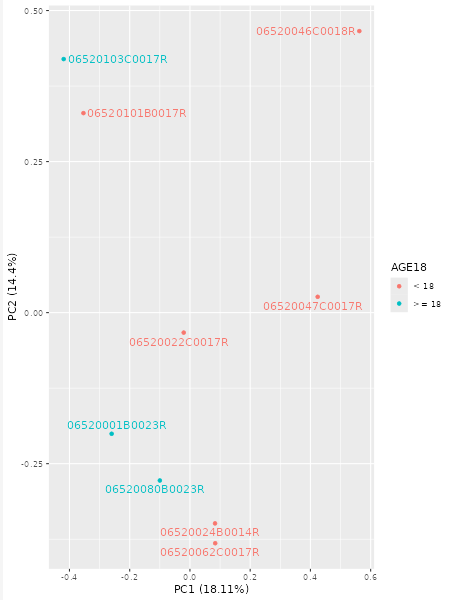 0.50
06520046C0018R
06520103C0017R
06520101B0017R
0.25
AGE18
< 18
>= 18
PC2 (14.4%)
06520047C0017R
0.00
06520022C0017R
06520001B0023R
-0.25
06520080B0023R
06520024B0014R
06520062C0017R
-0.4 -0.2 0.0 0.2 0.4 0.6
PC1 (18.11%)